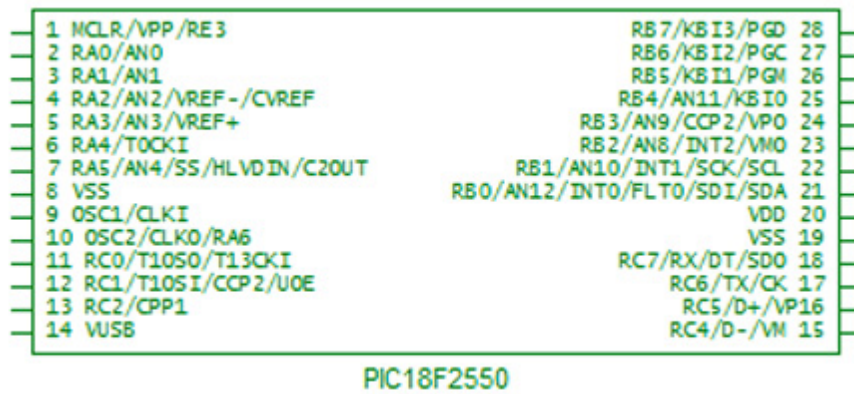 1 MCLR/VPP/RE3
2 RA0/AN0
3 RA1/AN1
4 RA2/AN2/VREF-/CVREF
5 RA3/AN3/VREF+
6 RA4/T0CKI
7 RA5/AN4/SS/HLVDIN/C2OUT
8 VSS
9 OSC1/CLKI
10 OSC2/CLKO/RA6
11 RC0/T1OSO/T13CKI
12 RC1/T1OSI/CCP2/UOE
13 RC2/CPP1
14 VUSB
RB7/KBI3/PGD 28
RB6/KBI2/PGC 27
RB5/KBI1/PGM 26
RB4/AN11/KBI0 25
RB3/AN9/CCP2/VPO 24
RB2/AN8/INT2/VMO 23
RB1/AN10/INT1/SCK/SCL 22
RB0/AN12/INT0/FLT0/SDI/SDA 21
VDD 20
VSS 19
RC7/RX/DT/SDO 18
RC6/TX/CK 17
RC5/D+/VP16
RC4/D-/VM 15
PIC18F2550